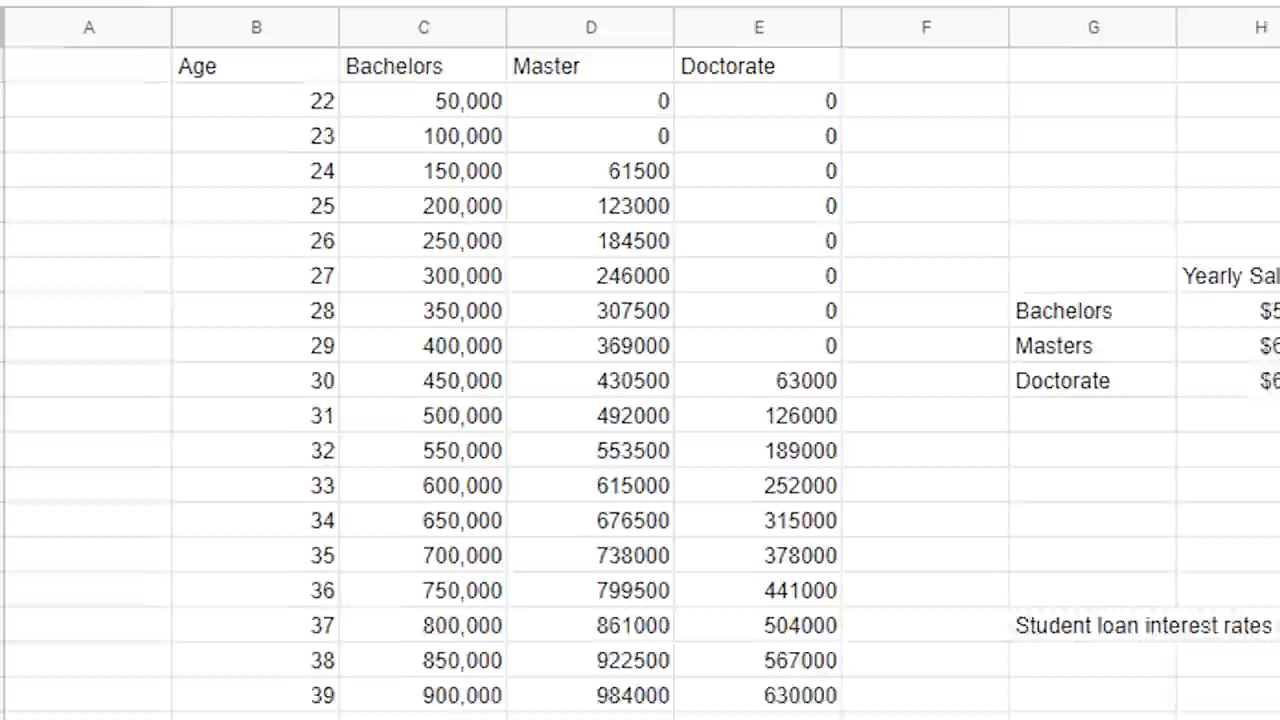 A B C D E F G H
Age Bachelors Master Doctorate
22 50,000 0 0
23 100,000 0 0
24 150,000 61500 0
25 200,000 123000 0
26 250,000 184500 0
27 300,000 246000 0 Yearly Sal
28 350,000 307500 0 Bachelors $5
29 400,000 369000 0 Masters $6
30 450,000 430500 63000 Doctorate $6
31 500,000 492000 126000
32 550,000 553500 189000
33 600,000 615000 252000
34 650,000 676500 315000
35 700,000 738000 378000
36 750,000 799500 441000
37 800,000 861000 504000 Student loan interest rates
38 850,000 922500 567000
39 900,000 984000 630000